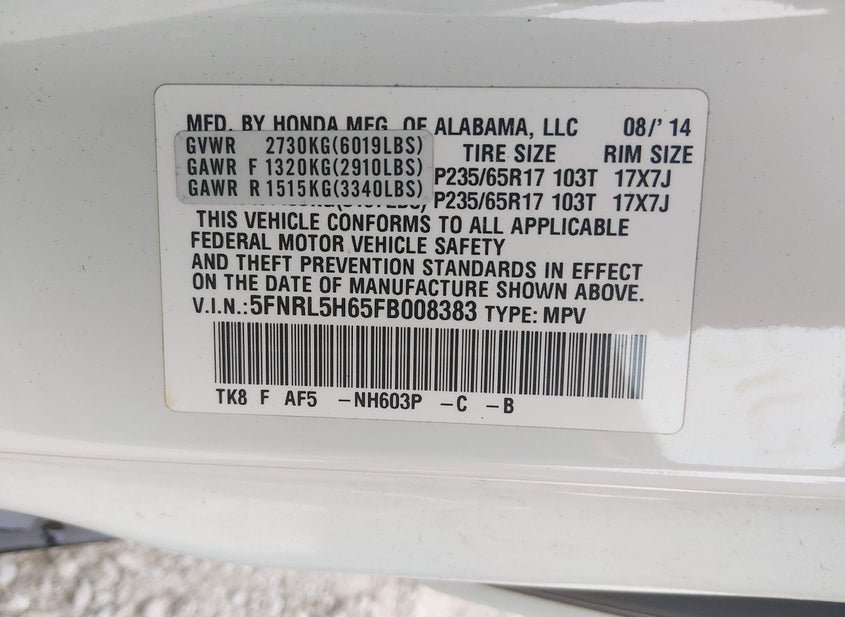 MFD. BY HONDA MFG. OF ALABAMA, LLC 08/' 14
GVWR 2730KG(6019LBS) TIRE SIZE RIM SIZE
GAWR F 1320KG(2910LBS) P235/65R17 103T 17X7J
GAWR R 1515KG(3340LBS) P235/65R17 103T 17X7J
THIS VEHICLE CONFORMS TO ALL APPLICABLE
FEDERAL MOTOR VEHICLE SAFETY
AND THEFT PREVENTION STANDARDS IN EFFECT
ON THE DATE OF MANUFACTURE SHOWN ABOVE.
V.I.N.:5FNRL5H65FB008383 TYPE: MPV
TK8 F AF5 -NH603P -C -B